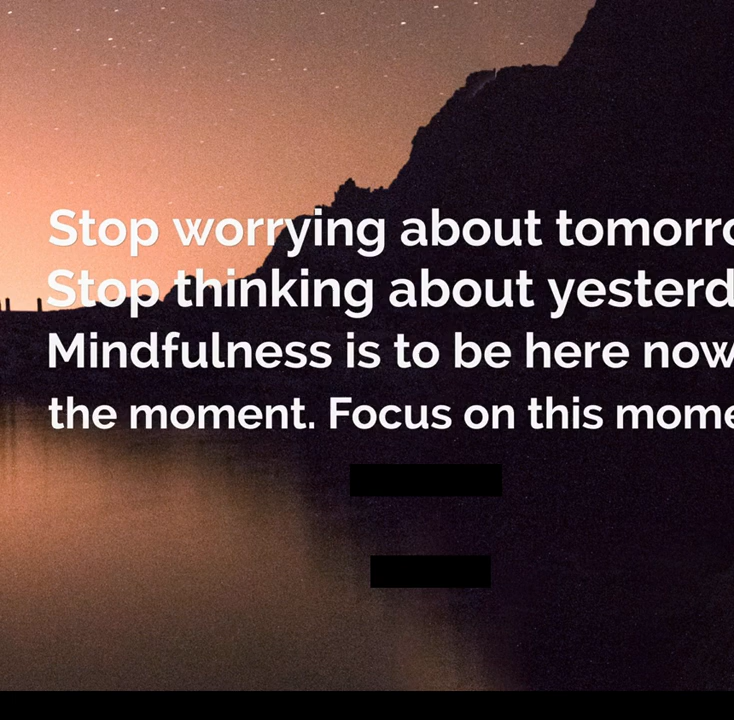 Stop worrying about tomorro
Stop thinking about yesterd
Mindfulness is to be here now
the moment. Focus on this mome